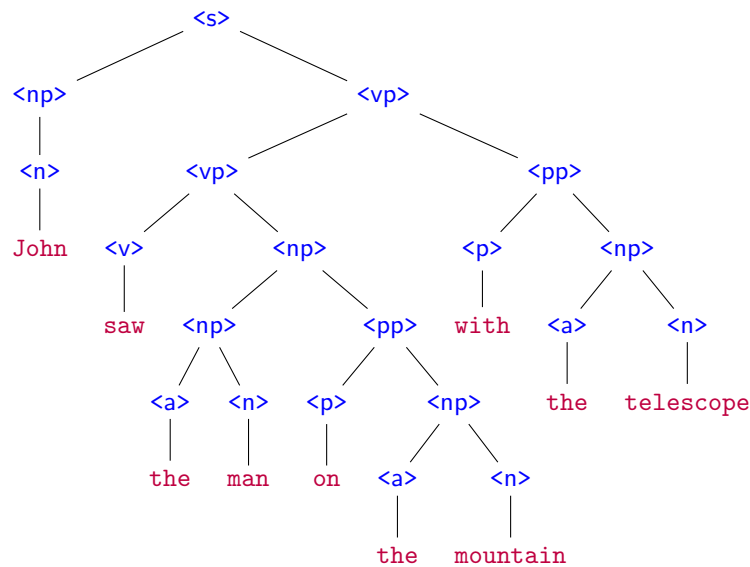 <s>
<np> <vp>
<n> <vp> <pp>
John <v> <np> <p> <np>
saw <np> <pp> with <a> <n>
<a> <n> <p> <np> the telescope
the man on <a> <n>
the mountain